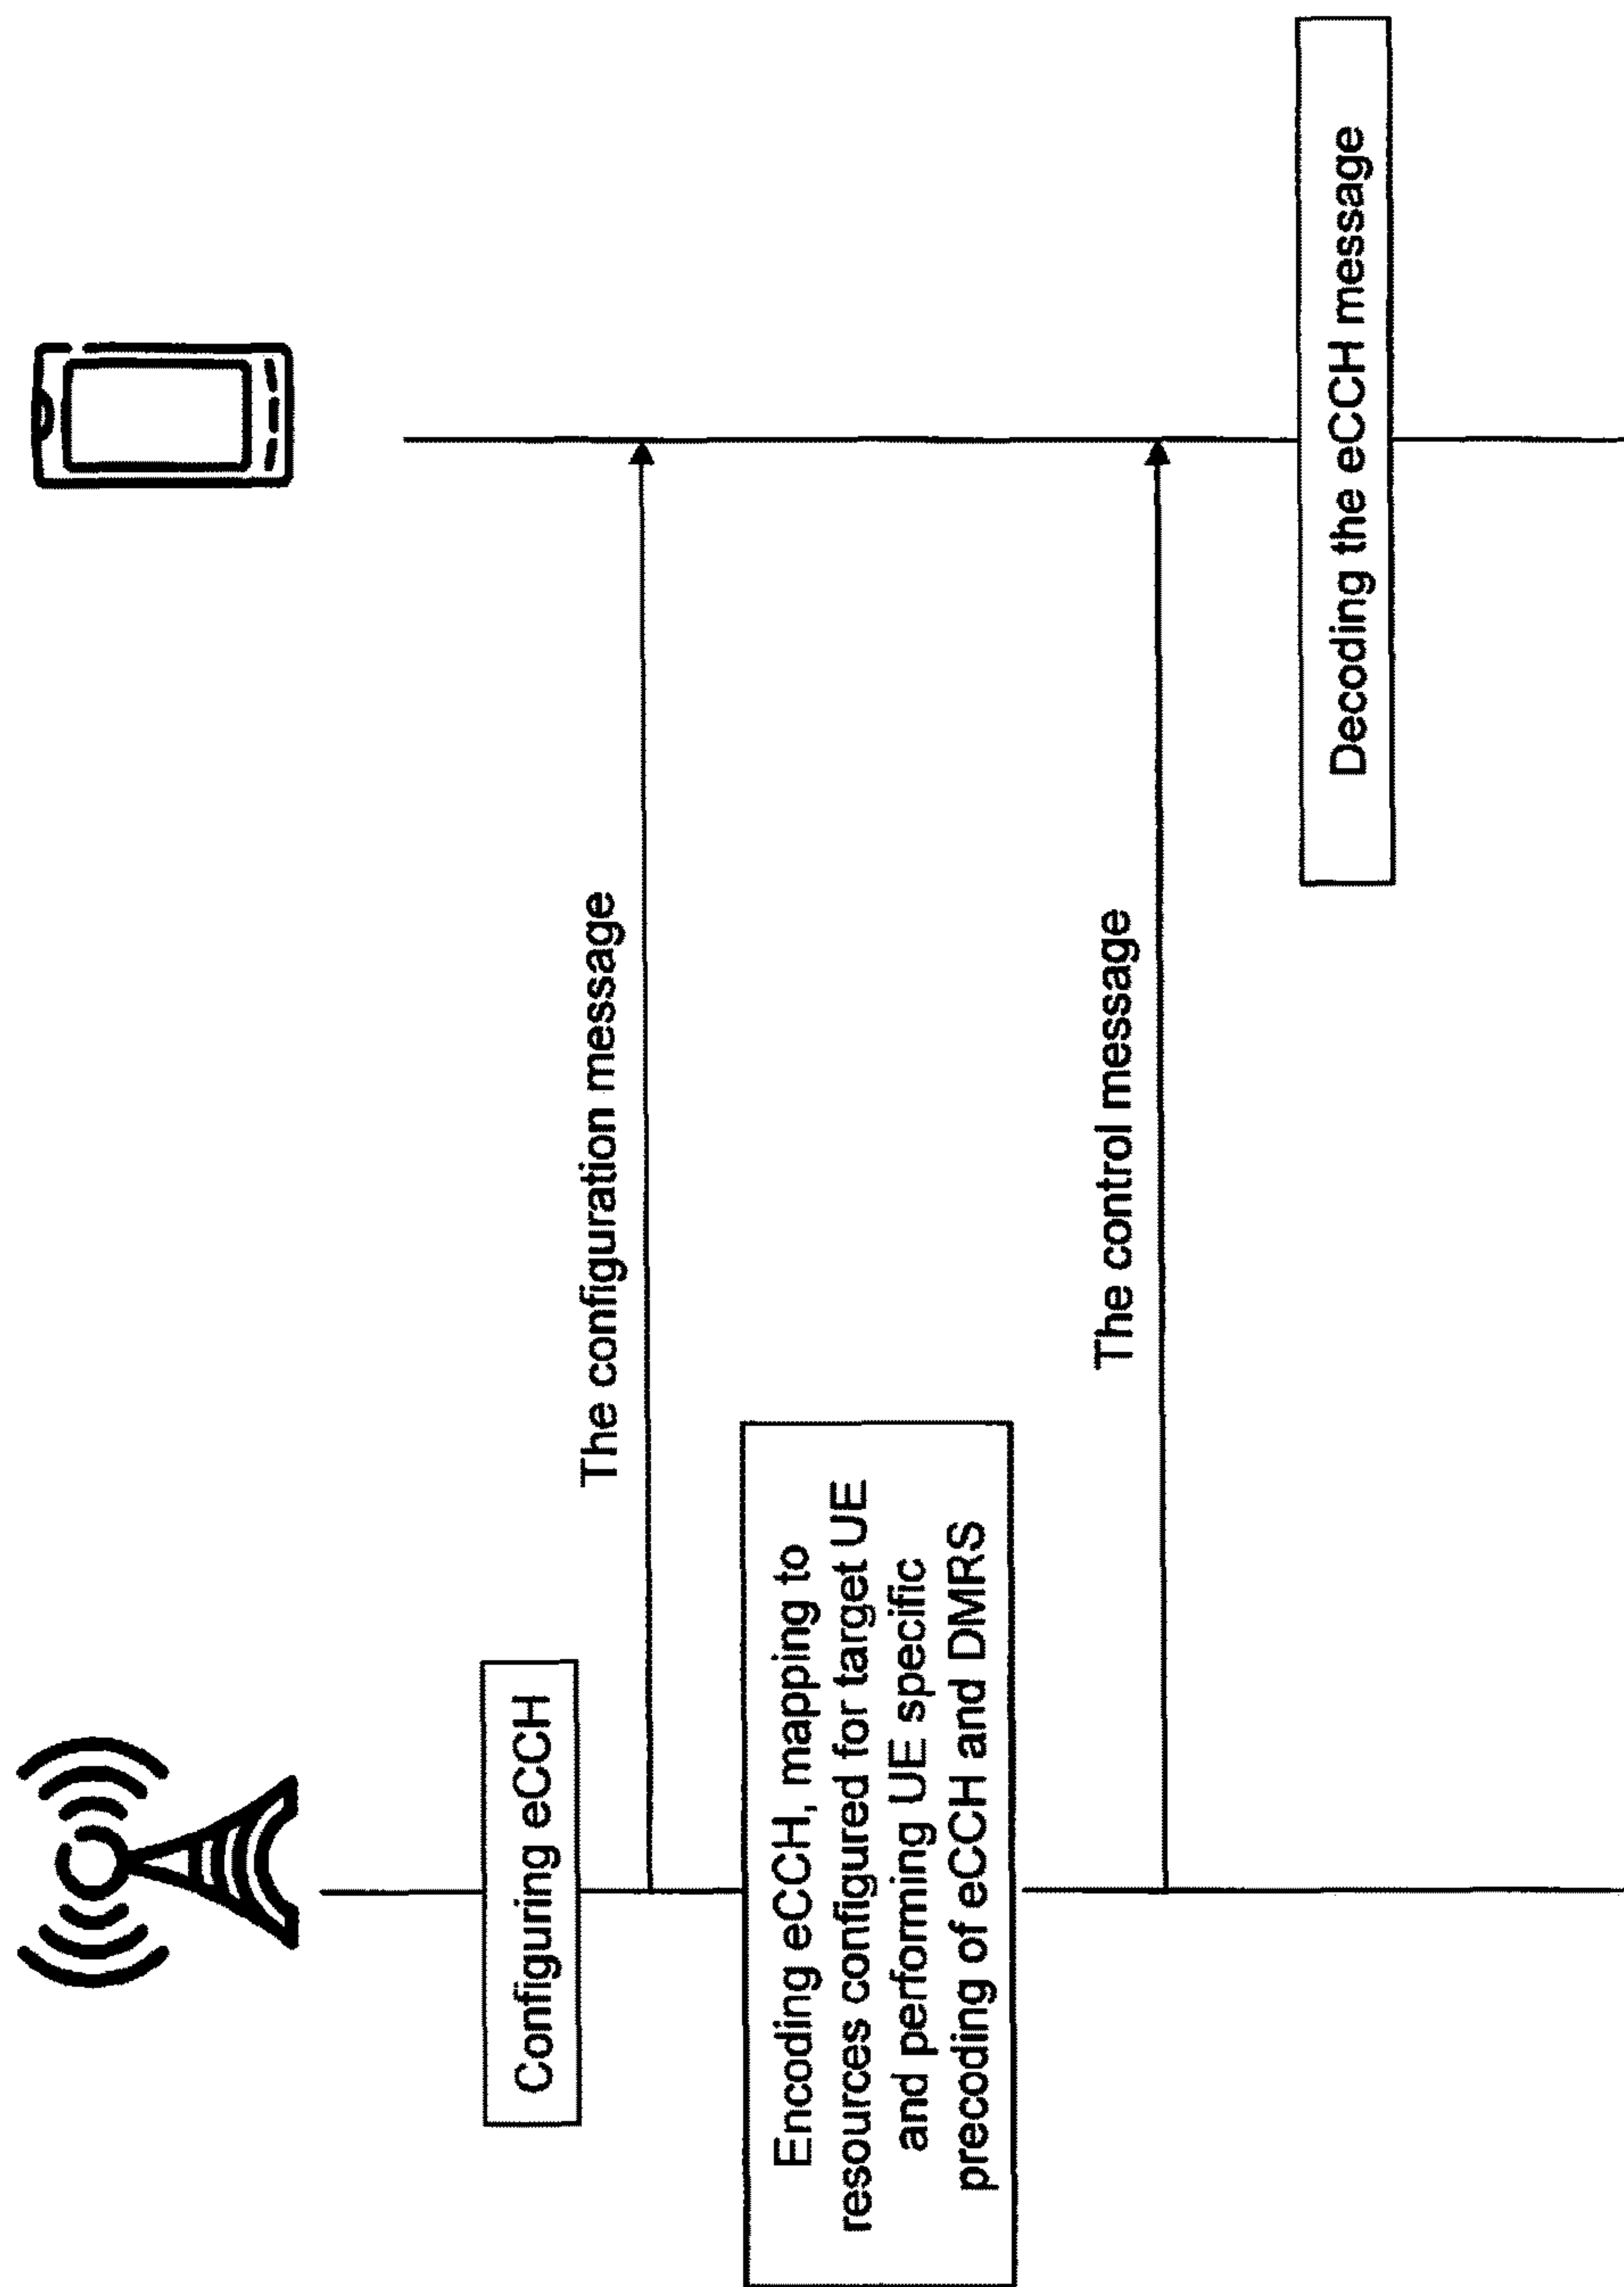 Configuring eCCH
The configuration message
Encoding eCCH, mapping to
resources configured for target UE
and performing UE specific
precoding of eCCH and DMRS
The control message
Decoding the eCCH message